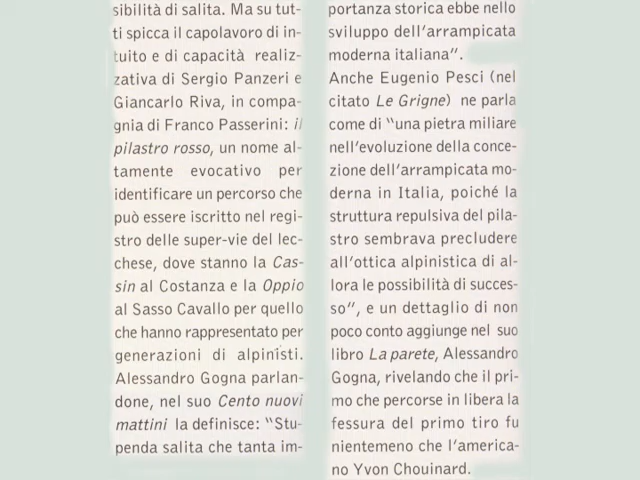 sibilità di salita. Ma su tut-
ti spicca il capolavoro di in-
tuito e di capacità realiz-
zativa di Sergio Panzeri e
Giancarlo Riva, in compa-
gnia di Franco Passerini: il
pilastro rosso, un nome al-
tamente evocativo per
identificare un percorso che
può essere iscritto nel regi-
stro delle super-vie del lec-
chese, dove stanno la Cas-
sin al Costanza e la Oppio
al Sasso Cavallo per quello
che hanno rappresentato per
generazioni di alpinisti.
Alessandro Gogna parlan-
done, nel suo Cento nuovi
mattini la definisce: “Stu-
penda salita che tanta im-
portanza storica ebbe nello
sviluppo dell’arrampicata
moderna italiana”.
Anche Eugenio Pesci (nel
citato Le Grigne) ne parla
come di “una pietra miliare
nell’evoluzione della conce-
zione dell’arrampicata mo-
derna in Italia, poiché la
struttura repulsiva del pila-
stro sembrava precludere
all’ottica alpinistica di al-
lora le possibilità di succes-
so”, e un dettaglio di non
poco conto aggiunge nel suo
libro La parete, Alessandro
Gogna, rivelando che il pri-
mo che percorse in libera la
fessura del primo tiro fu
nientemeno che l’america-
no Yvon Chouinard.